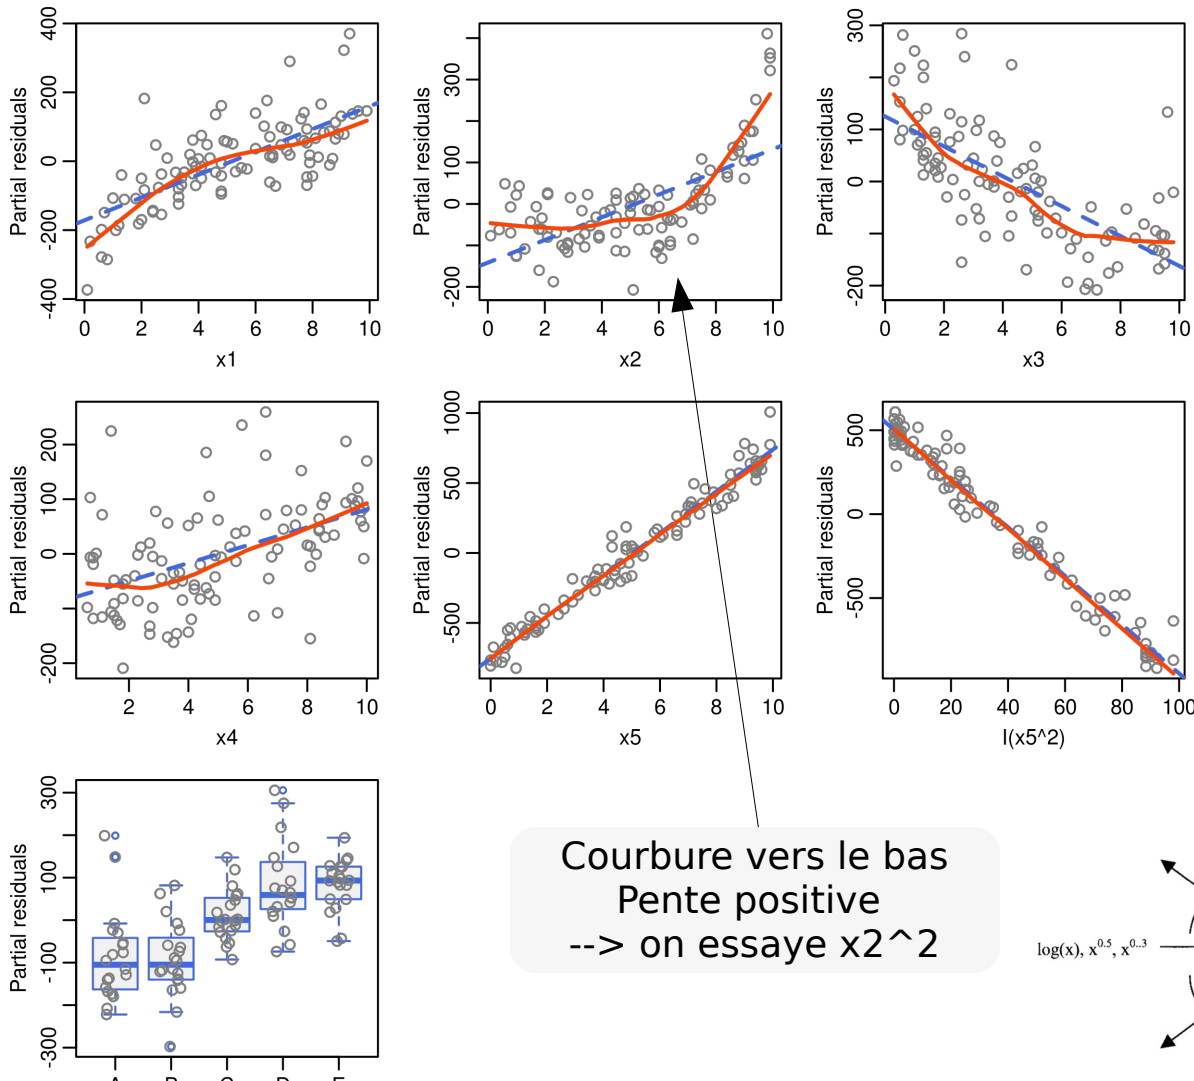 Partial residuals
400
200
0
-200
-400
0 2 4 6 8 10
x1
Partial residuals
300
100
0
-200
0 2 4 6 8 10
x2
Partial residuals
300
100
0
-200
0 2 4 6 8 10
x3
Partial residuals
200
100
0
-200
2 4 6 8 10
x4
Partial residuals
1000
500
0
-500
0 2 4 6 8 10
x5
Partial residuals
500
0
-500
0 20 40 60 80 100
I(x5^2)
Partial residuals
300
100
-100
-300
Courbure vers le bas
Pente positive
--> on essaye x2^2
log(x), x^0.5, x^0..3